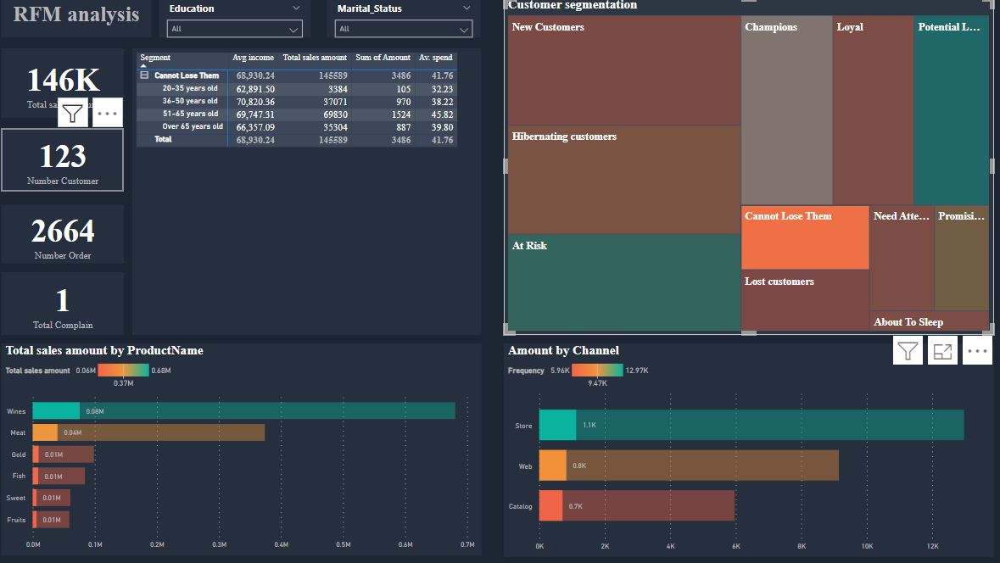 RFM analysis
Education
All
Marital_Status
All
146K
Total sa
123
Number Customer
2664
Number Order
1
Total Complain
Segment Avg income Total sales amount Sum of Amount Av. spend
Cannot Lose Them 68,930.24 145589 3486 41.76
20-35 years old 62,891.50 3384 105 32.23
36-50 years old 70,820.36 37071 970 38.22
51-65 years old 69,747.31 69830 1524 45.82
Over 65 years old 66,357.09 35304 887 39.80
Total 68,930.24 145589 3486 41.76
Customer segmentation
New Customers
Hibernating customers
At Risk
Champions
Loyal
Potential L...
Cannot Lose Them
Lost customers
Need Atte...
Promisi...
About To Sleep
Total sales amount by ProductName
Total sales amount 0.06M 0.68M
0.37M
Wines 0.08M
Meat 0.04M
Gold 0.01M
Fish 0.01M
Sweet 0.01M
Fruits 0.01M
0.0M 0.1M 0.2M 0.3M 0.4M 0.5M 0.6M 0.7M
Amount by Channel
Frequency 5.96K 12.97K
9.47K
Store 1.1K
Web 0.8K
Catalog 0.7K
0K 2K 4K 6K 8K 10K 12K